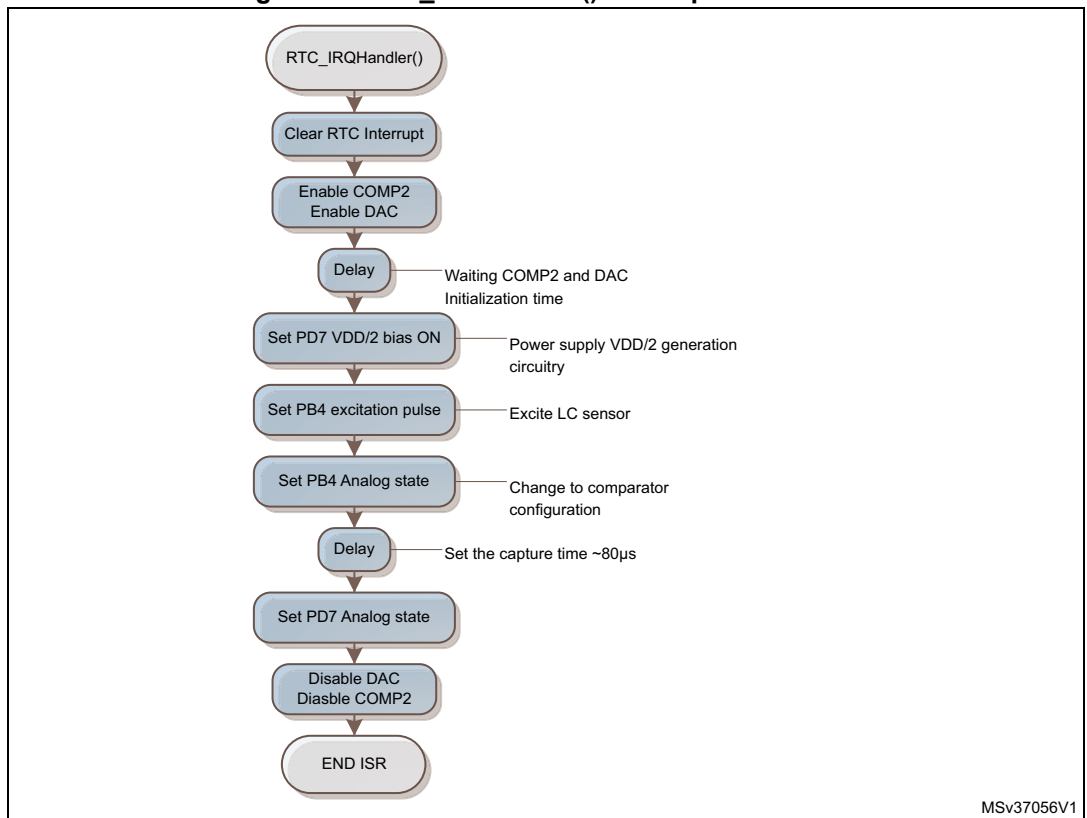 RTC_IRQHandler()
Clear RTC Interrupt
Enable COMP2
Enable DAC
Delay
Waiting COMP2 and DAC
Initialization time
Set PD7 VDD/2 bias ON
Power supply VDD/2 generation
circuitry
Set PB4 excitation pulse
Excite LC sensor
Set PB4 Analog state
Change to comparator
configuration
Delay
Set the capture time ~80µs
Set PD7 Analog state
Disable DAC
Diasble COMP2
END ISR
MSv37056V1